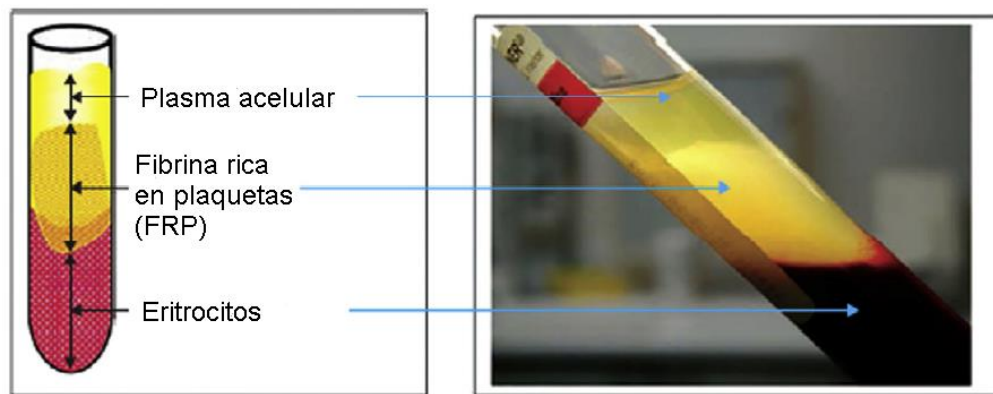 Plasma acelular
Fibrina rica
en plaquetas
(FRP)
Eritrocitos